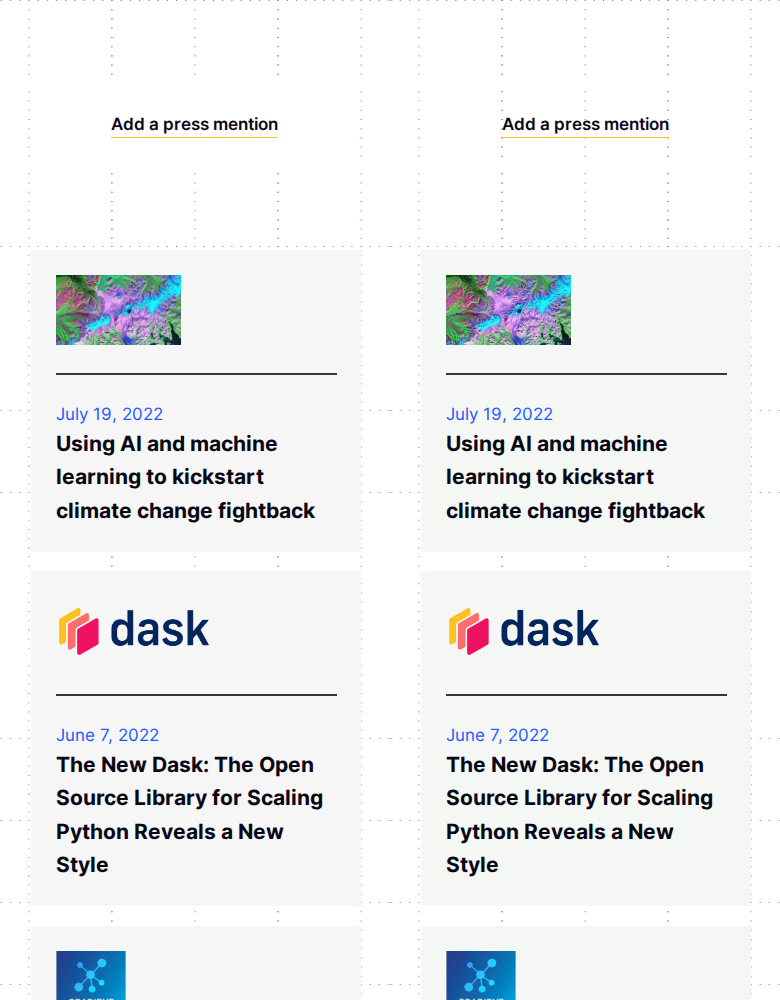 Add a press mention
Add a press mention
July 19, 2022
Using AI and machine
learning to kickstart
climate change fightback
July 19, 2022
Using AI and machine
learning to kickstart
climate change fightback
dask
June 7, 2022
The New Dask: The Open
Source Library for Scaling
Python Reveals a New
Style
dask
June 7, 2022
The New Dask: The Open
Source Library for Scaling
Python Reveals a New
Style